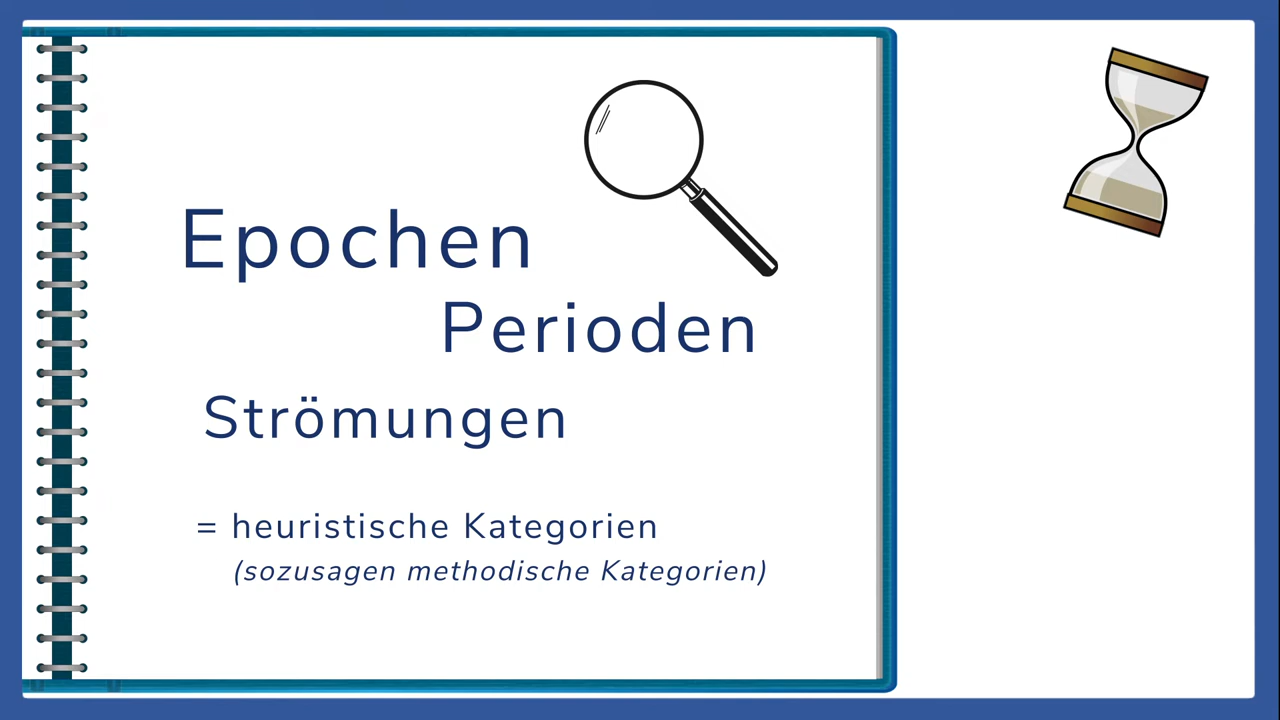 Epochen
Perioden
Strömungen
= heuristische Kategorien
(sozusagen methodische Kategorien)